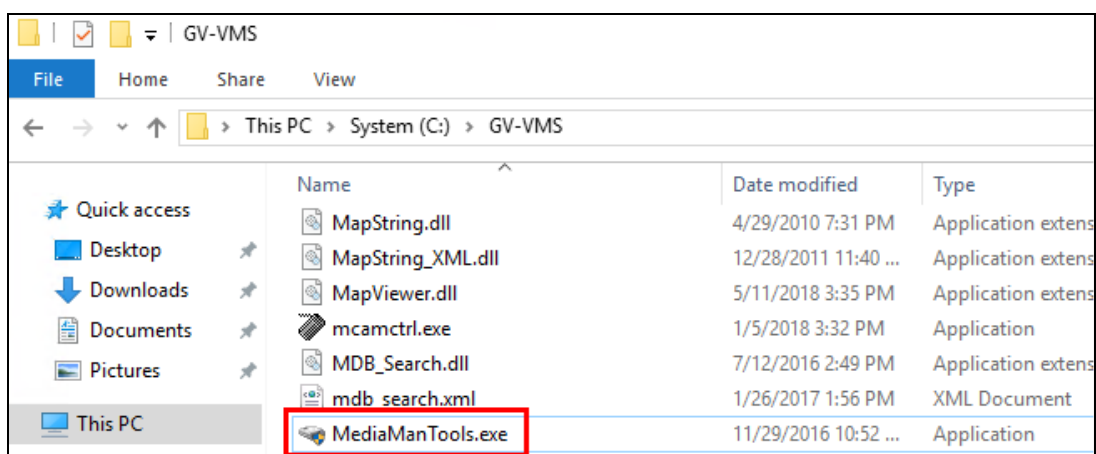 GV-VMS
File Home Share View
This PC > System (C:) > GV-VMS
Name Date modified Type
Quick access
Desktop
Downloads
Documents
Pictures
This PC
MapString.dll 4/29/2010 7:31 PM Application extens
MapString_XML.dll 12/28/2011 11:40 ... Application extens
MapViewer.dll 5/11/2018 3:35 PM Application extens
mcamctrl.exe 1/5/2018 3:32 PM Application
MDB_Search.dll 7/12/2016 2:49 PM Application extens
mdb_search.xml 1/26/2017 1:56 PM XML Document
MediaManTools.exe 11/29/2016 10:52 ... Application